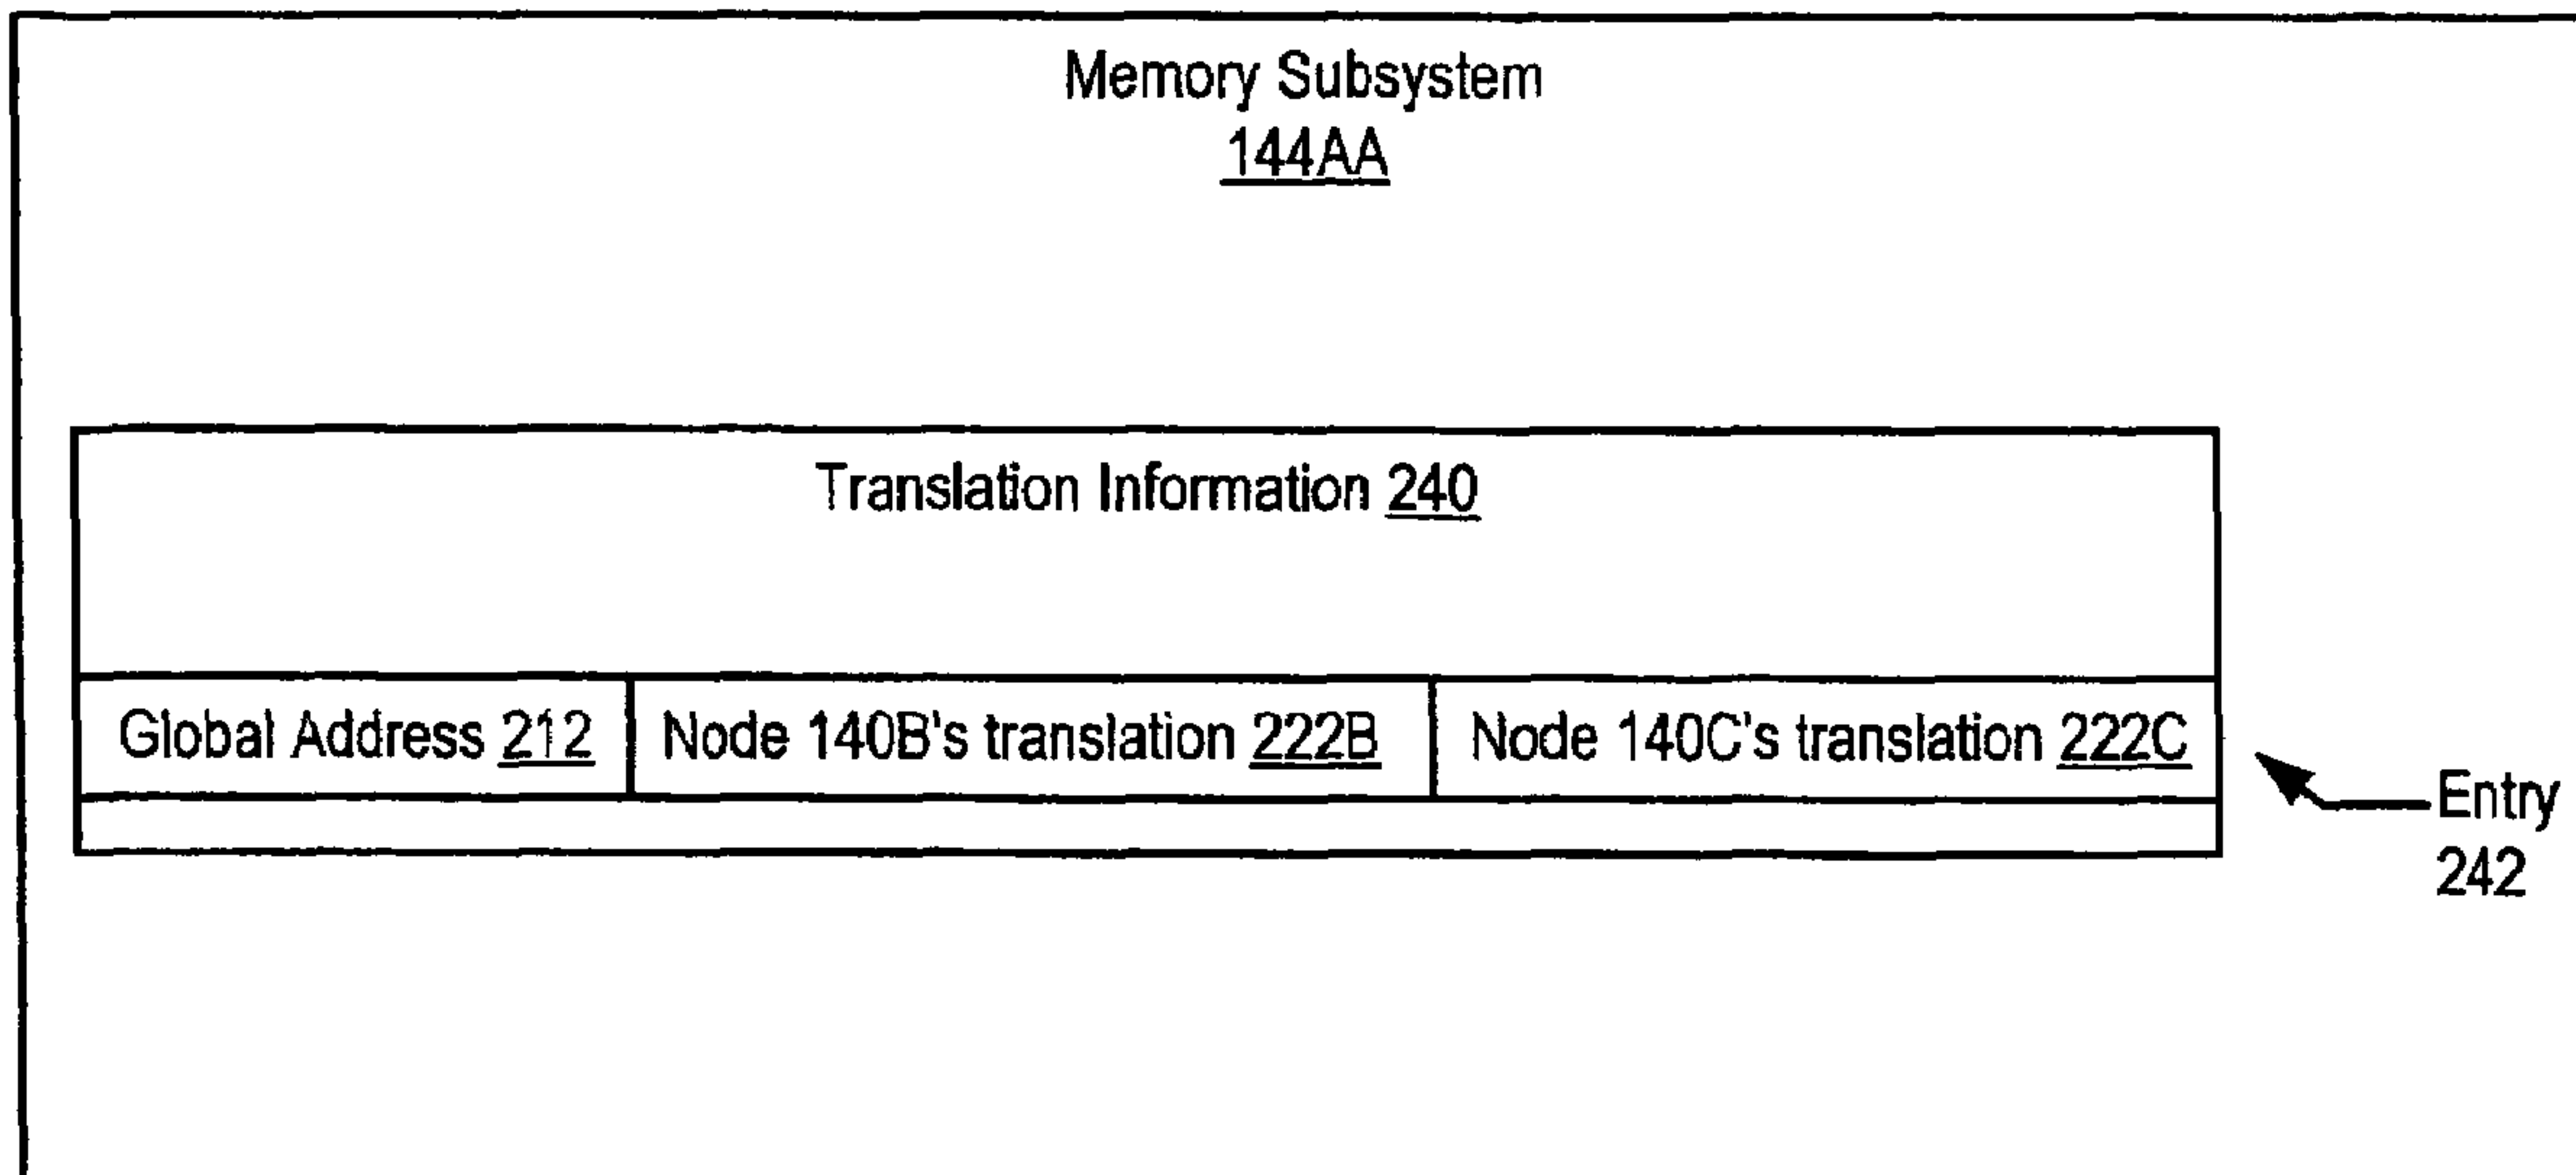 Memory Subsystem
144AA
Translation Information 240
Global Address 212
Node 140B's translation 222B
Node 140C's translation 222C
Entry
242